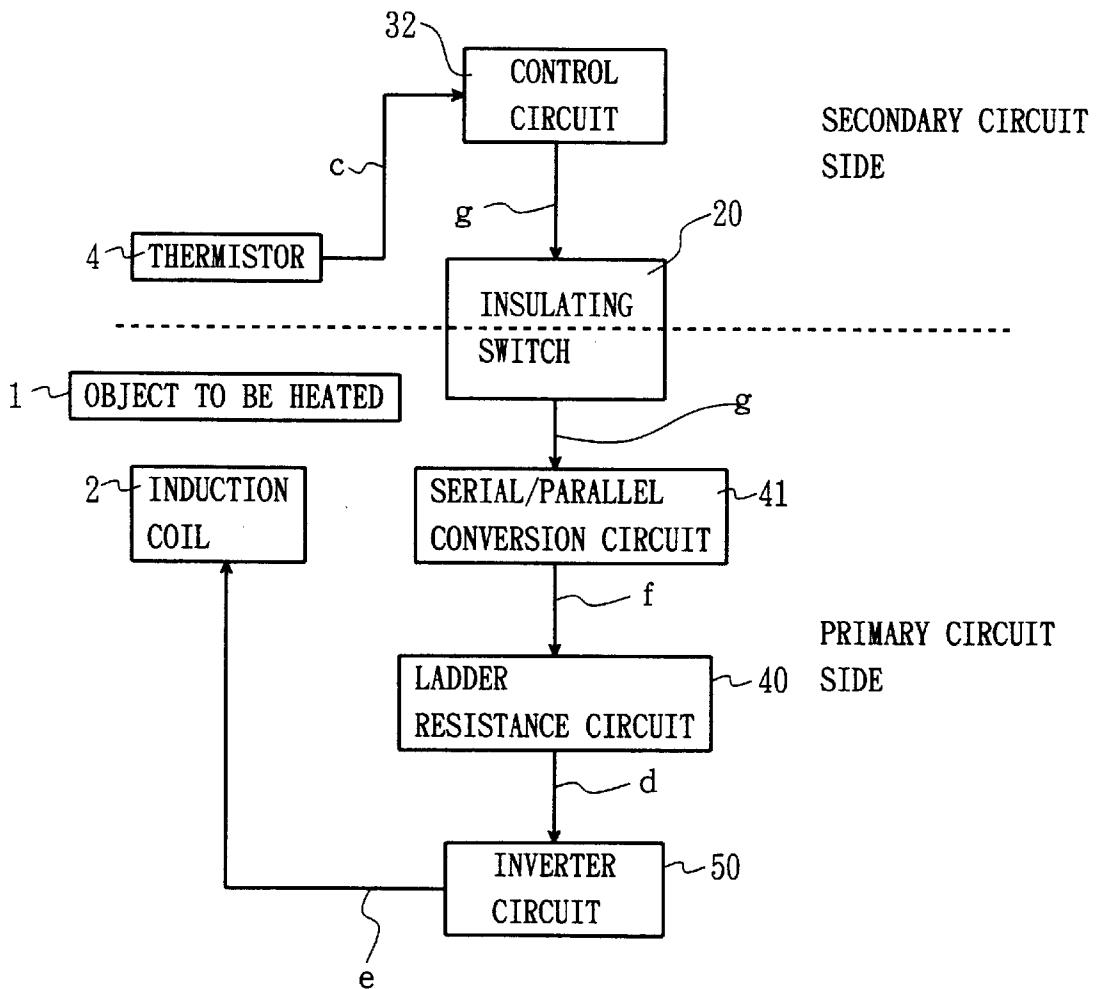 32
CONTROL
CIRCUIT
SECONDARY CIRCUIT
SIDE
c
g
20
4
THERMISTOR
INSULATING
SWITCH
1
OBJECT TO BE HEATED
g
2
INDUCTION
COIL
SERIAL/PARALLEL
CONVERSION CIRCUIT
41
f
PRIMARY CIRCUIT
SIDE
LADDER
RESISTANCE CIRCUIT
40
d
INVERTER
CIRCUIT
50
e